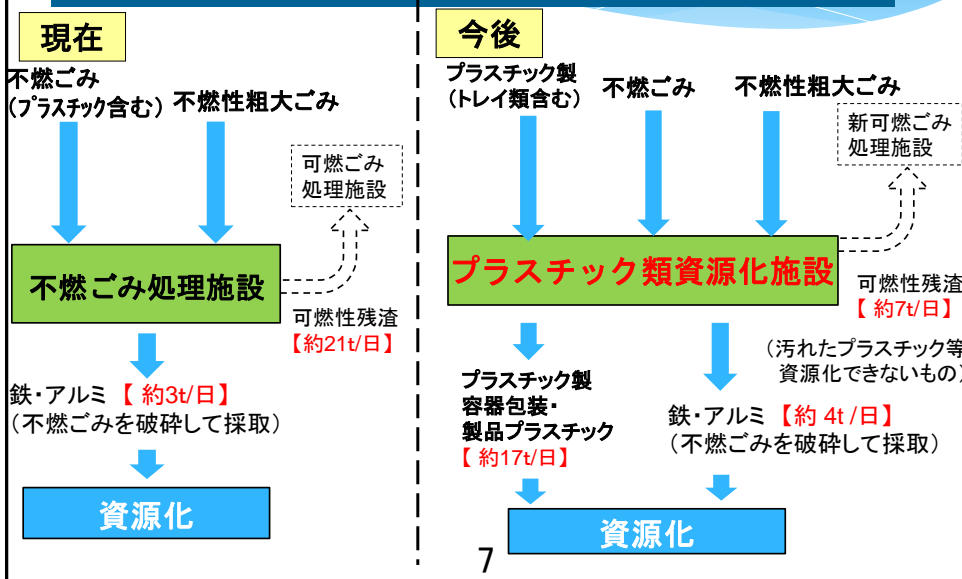 現在
不燃ごみ
(プラスチック含む)
不燃性粗大ごみ
可燃ごみ
処理施設
不燃ごみ処理施設
可燃性残渣
【約21t/日】
鉄・アルミ【 約3t/日】
(不燃ごみを破砕して採取)
資源化
今後
プラスチック製
(トレイ類含む)
不燃ごみ
不燃性粗大ごみ
新可燃ごみ
処理施設
プラスチック類資源化施設
可燃性残渣
【 約7t/日】
(汚れたプラスチック等
資源化できないもの)
プラスチック製
容器包装・
製品プラスチック
【 約17t/日】
鉄・アルミ 【約 4t /日】
(不燃ごみを破砕して採取)
資源化
7